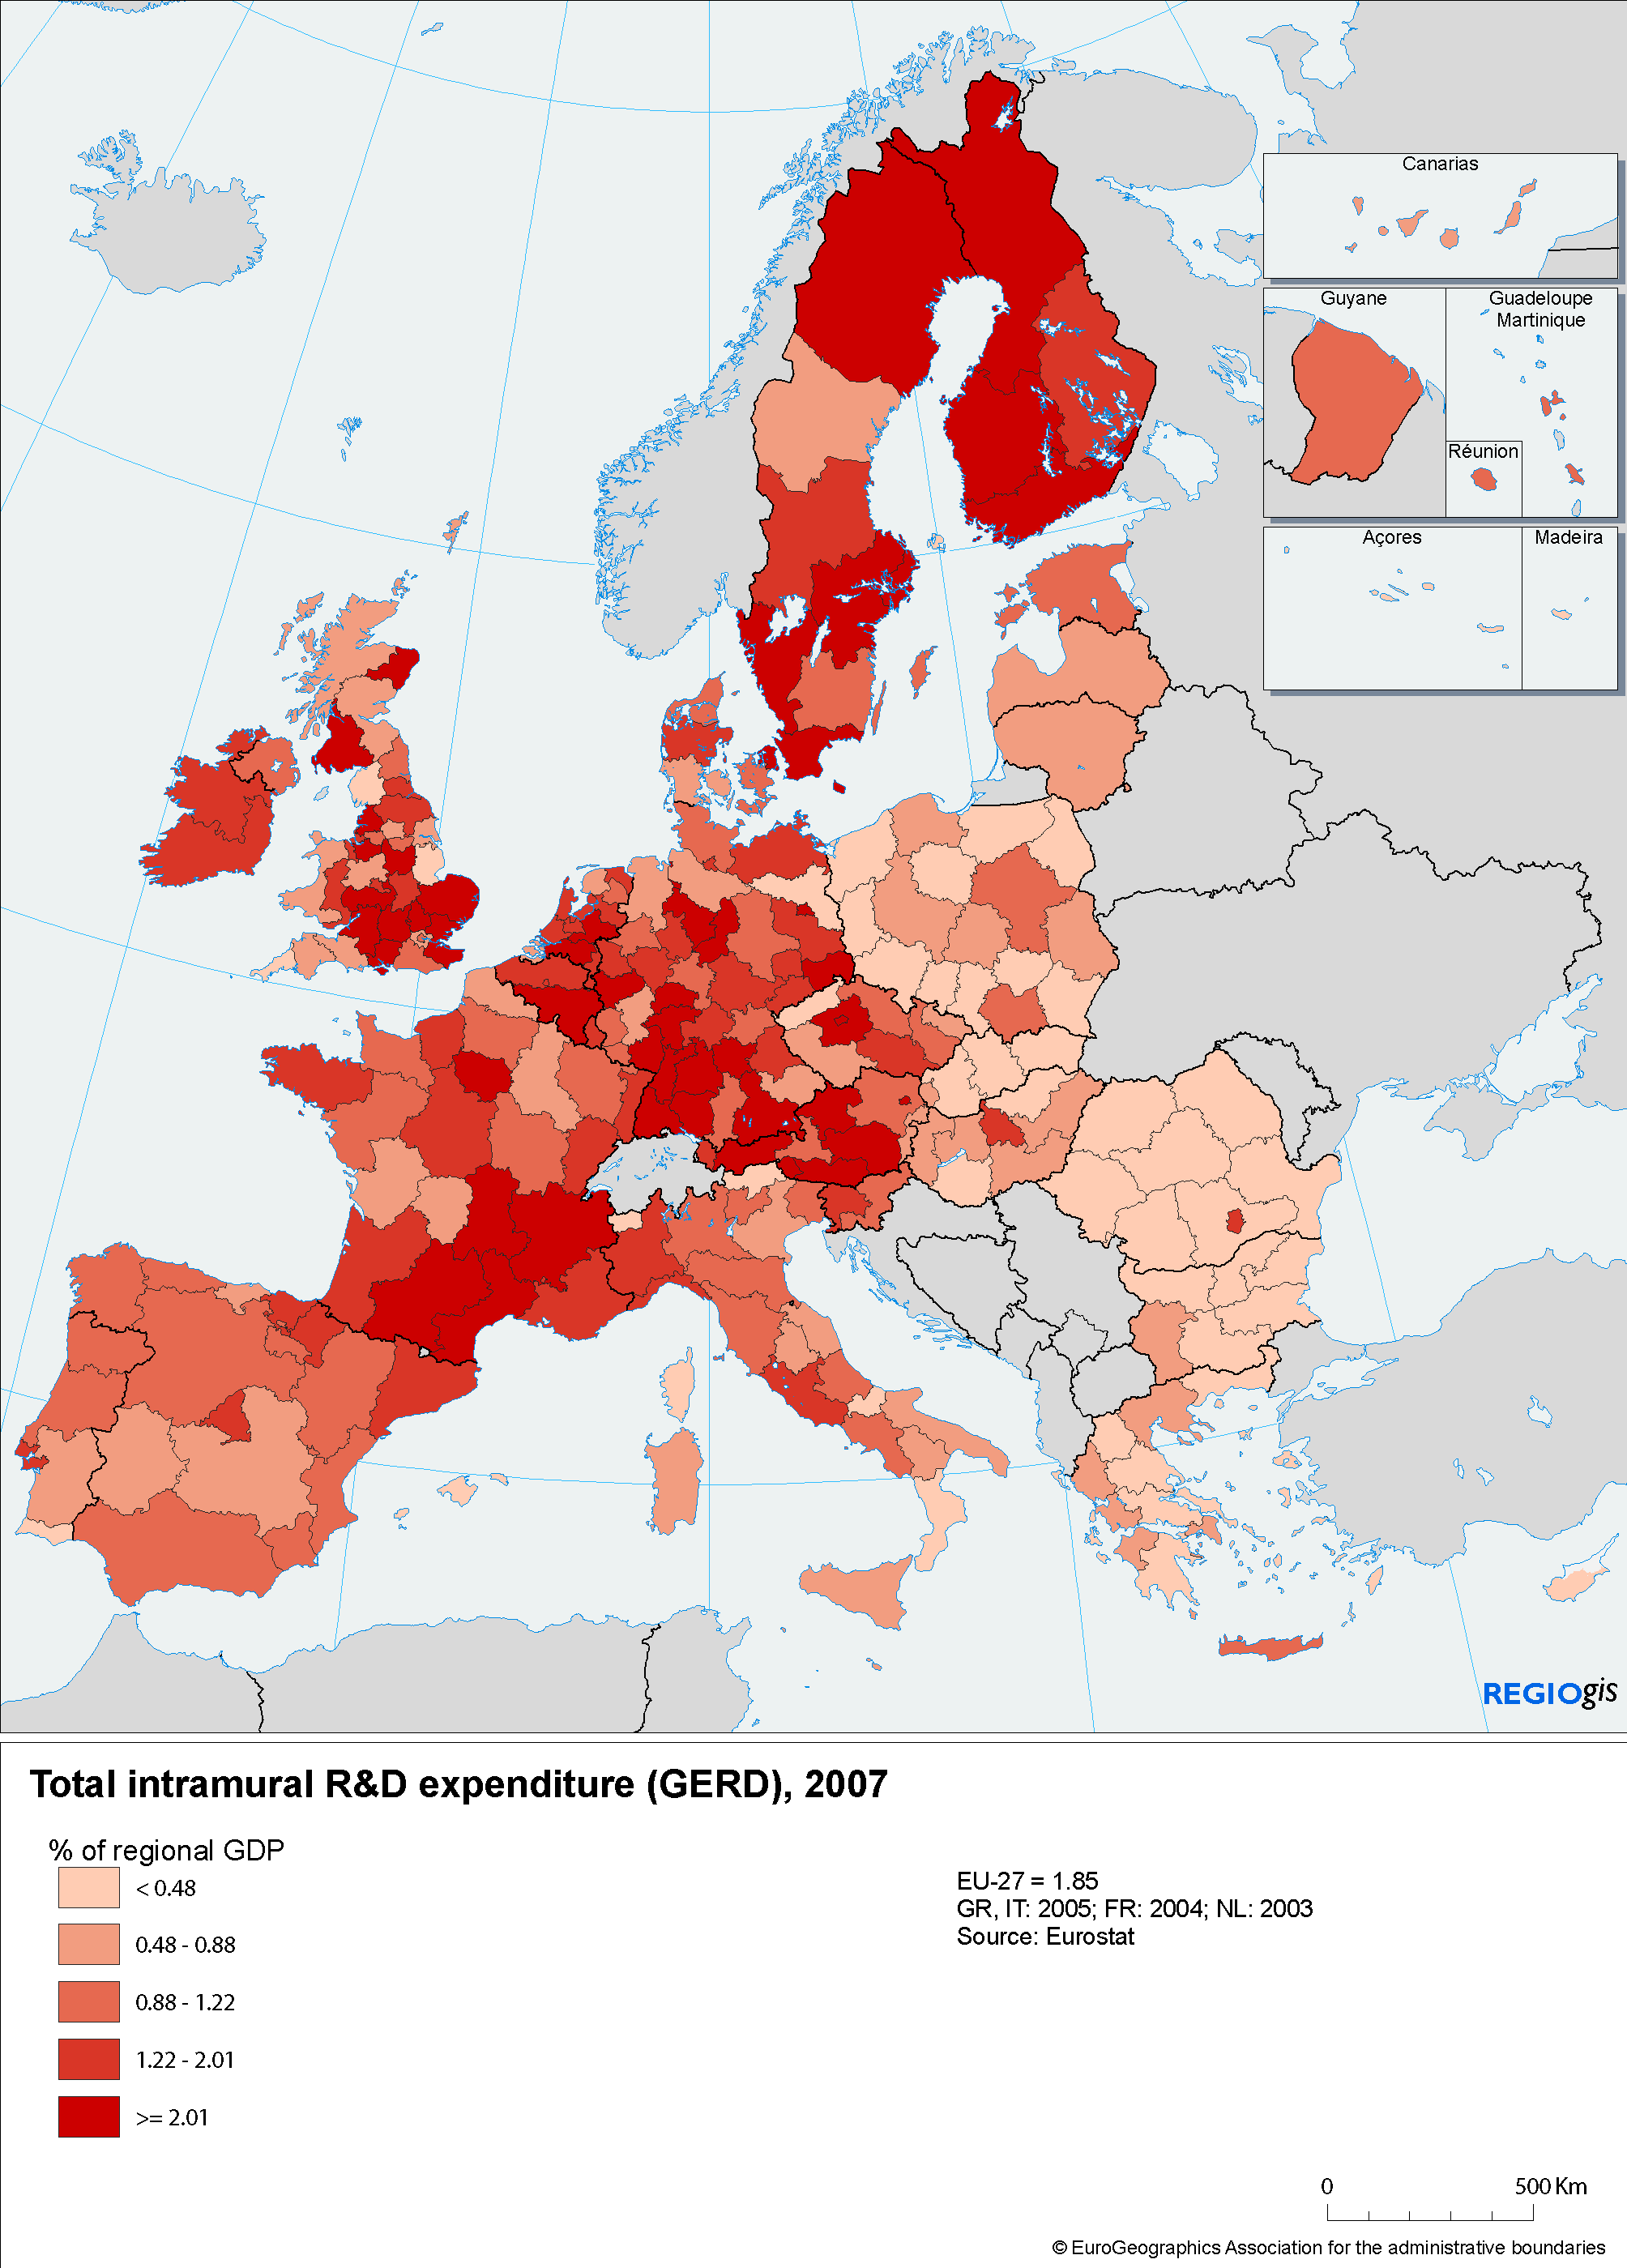 Canarias
Guyane
Guadeloupe
Martinique
Réunion
Açores
Madeira
REGIOgis
Total intramural R&D expenditure (GERD), 2007
% of regional GDP
< 0.48
0.48 - 0.88
0.88 - 1.22
1.22 - 2.01
>= 2.01
EU-27 = 1.85
GR, IT: 2005; FR: 2004; NL: 2003
Source: Eurostat
0 500 Km
© EuroGeographics Association for the administrative boundaries